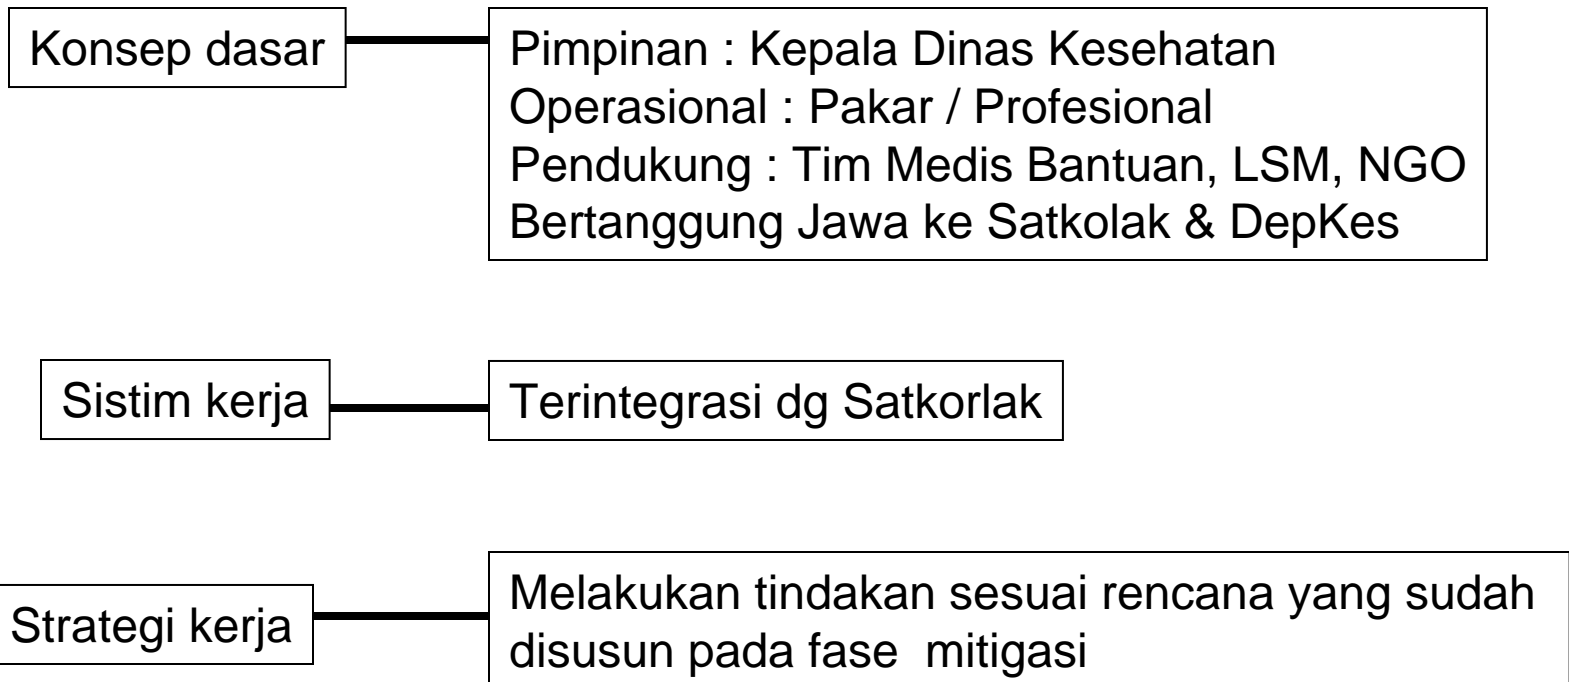 Konsep dasar
Pimpinan : Kepala Dinas Kesehatan
Operasional : Pakar / Profesional
Pendukung : Tim Medis Bantuan, LSM, NGO
Bertanggung Jawa ke Satkolak & DepKes
Sistim kerja
Terintegrasi dg Satkorlak
Strategi kerja
Melakukan tindakan sesuai rencana yang sudah
disusun pada fase mitigasi